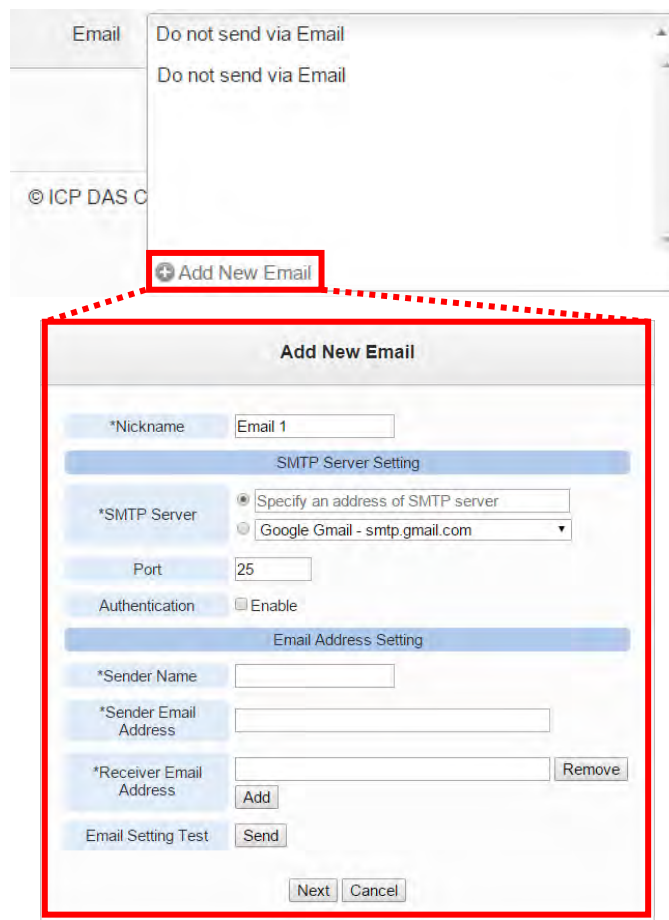 Email
Do not send via Email
Do not send via Email
© ICP DAS C
Add New Email
Add New Email
*Nickname
Email 1
SMTP Server Setting
*SMTP Server
Specify an address of SMTP server
Google Gmail - smtp.gmail.com
Port
25
Authentication
Enable
Email Address Setting
*Sender Name
*Sender Email
Address
*Receiver Email
Address
Remove
Add
Email Setting Test
Send
Next
Cancel